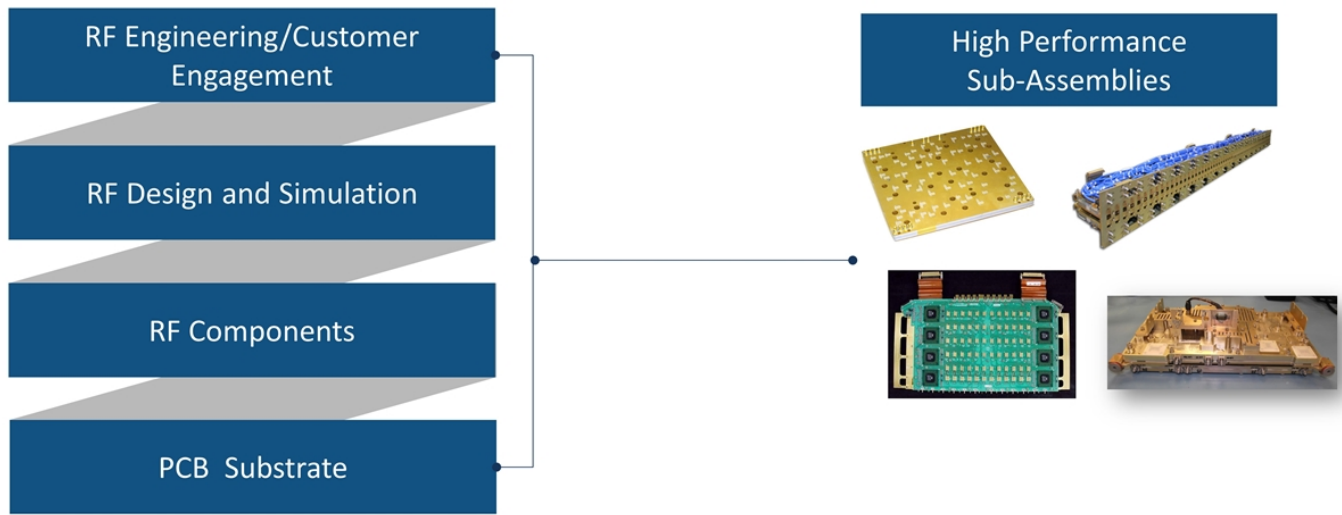 RF Engineering/Customer
Engagement
RF Design and Simulation
RF Components
PCB Substrate
High Performance
Sub-Assemblies